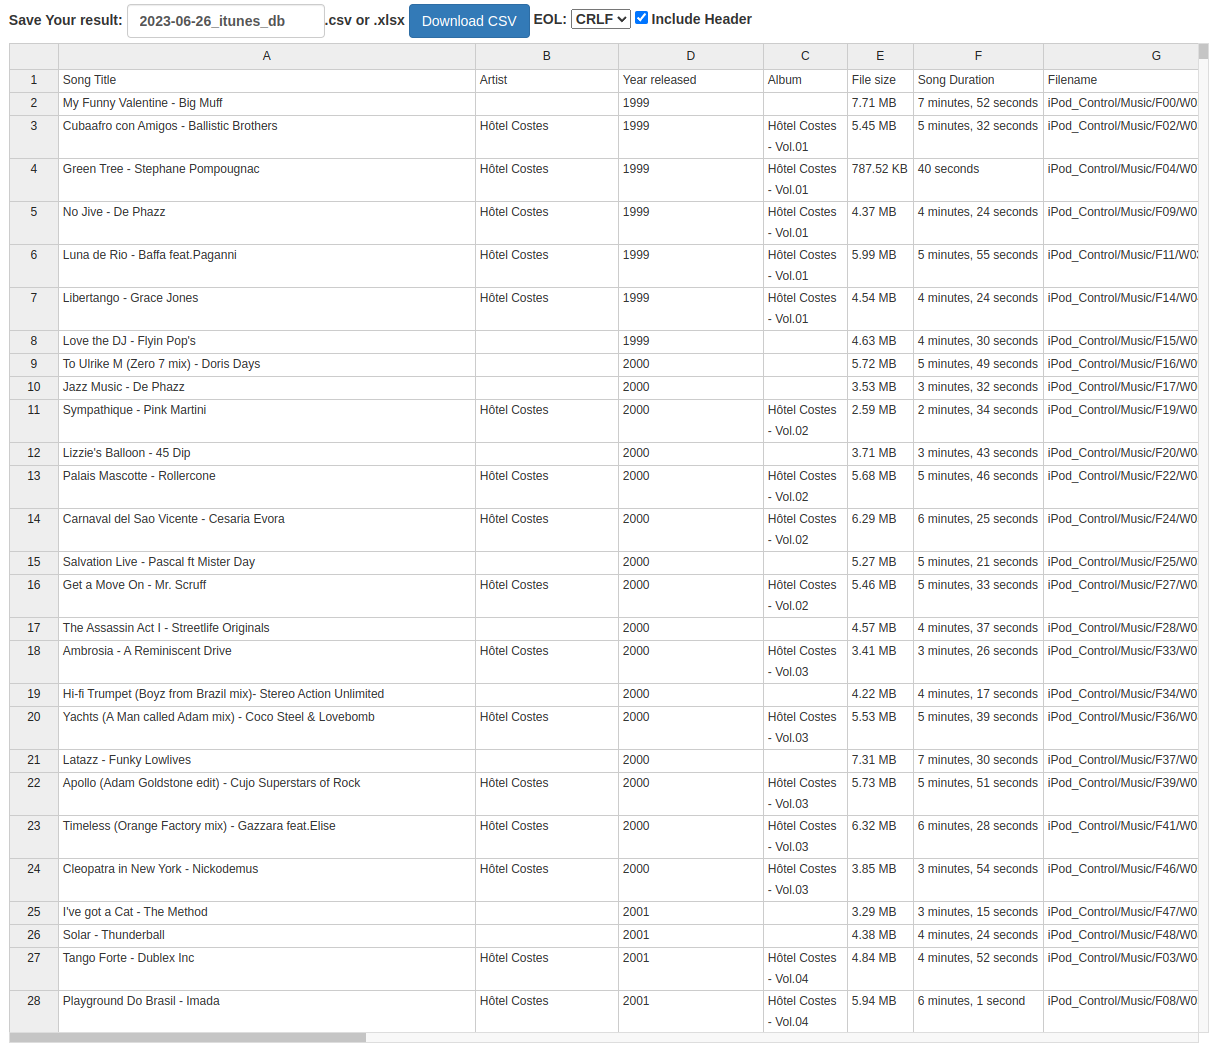 Save Your result: 2023-06-26_itunes_db .csv or .xlsx Download CSV EOL: CRLF Include Header
A B D C E F G
1 Song Title Artist Year released Album File size Song Duration Filename
2 My Funny Valentine - Big Muff 1999 7.71 MB 7 minutes, 52 seconds iPod_Control/Music/F00/W0
3 Cubaafro con Amigos - Ballistic Brothers Hôtel Costes 1999 Hôtel Costes 5.45 MB 5 minutes, 32 seconds iPod_Control/Music/F02/W0
- Vol.01
4 Green Tree - Stephane Pompougnac Hôtel Costes 1999 Hôtel Costes 787.52 KB 40 seconds iPod_Control/Music/F04/W0
- Vol.01
5 No Jive - De Phazz Hôtel Costes 1999 Hôtel Costes 4.37 MB 4 minutes, 24 seconds iPod_Control/Music/F09/W0
- Vol.01
6 Luna de Rio - Baffa feat.Paganni Hôtel Costes 1999 Hôtel Costes 5.99 MB 5 minutes, 55 seconds iPod_Control/Music/F11/W0
- Vol.01
7 Libertango - Grace Jones Hôtel Costes 1999 Hôtel Costes 4.54 MB 4 minutes, 24 seconds iPod_Control/Music/F14/W0
- Vol.01
8 Love the DJ - Flyin Pop's 1999 4.63 MB 4 minutes, 30 seconds iPod_Control/Music/F15/W0
9 To Ulrike M (Zero 7 mix) - Doris Days 2000 5.72 MB 5 minutes, 49 seconds iPod_Control/Music/F16/W0
10 Jazz Music - De Phazz 2000 3.53 MB 3 minutes, 32 seconds iPod_Control/Music/F17/W0
11 Sympathique - Pink Martini Hôtel Costes 2000 Hôtel Costes 2.59 MB 2 minutes, 34 seconds iPod_Control/Music/F19/W0
- Vol.02
12 Lizzie's Balloon - 45 Dip 2000 3.71 MB 3 minutes, 43 seconds iPod_Control/Music/F20/W0
13 Palais Mascotte - Rollercone Hôtel Costes 2000 Hôtel Costes 5.68 MB 5 minutes, 46 seconds iPod_Control/Music/F22/W0
- Vol.02
14 Carnaval del Sao Vicente - Cesaria Evora Hôtel Costes 2000 Hôtel Costes 6.29 MB 6 minutes, 25 seconds iPod_Control/Music/F24/W0
- Vol.02
15 Salvation Live - Pascal ft Mister Day 2000 5.27 MB 5 minutes, 21 seconds iPod_Control/Music/F25/W0
16 Get a Move On - Mr. Scruff Hôtel Costes 2000 Hôtel Costes 5.46 MB 5 minutes, 33 seconds iPod_Control/Music/F27/W0
- Vol.02
17 The Assassin Act I - Streetlife Originals 2000 4.57 MB 4 minutes, 37 seconds iPod_Control/Music/F28/W0
18 Ambrosia - A Reminiscent Drive Hôtel Costes 2000 Hôtel Costes 3.41 MB 3 minutes, 26 seconds iPod_Control/Music/F33/W0
- Vol.03
19 Hi-fi Trumpet (Boyz from Brazil mix)- Stereo Action Unlimited 2000 4.22 MB 4 minutes, 17 seconds iPod_Control/Music/F34/W0
20 Yachts (A Man called Adam mix) - Coco Steel & Lovebomb Hôtel Costes 2000 Hôtel Costes 5.53 MB 5 minutes, 39 seconds iPod_Control/Music/F36/W0
- Vol.03
21 Latazz - Funky Lowlives 2000 7.31 MB 7 minutes, 30 seconds iPod_Control/Music/F37/W0
22 Apollo (Adam Goldstone edit) - Cujo Superstars of Rock Hôtel Costes 2000 Hôtel Costes 5.73 MB 5 minutes, 51 seconds iPod_Control/Music/F39/W0
- Vol.03
23 Timeless (Orange Factory mix) - Gazzara feat.Elise Hôtel Costes 2000 Hôtel Costes 6.32 MB 6 minutes, 28 seconds iPod_Control/Music/F41/W0
- Vol.03
24 Cleopatra in New York - Nickodemus Hôtel Costes 2000 Hôtel Costes 3.85 MB 3 minutes, 54 seconds iPod_Control/Music/F46/W0
- Vol.03
25 I've got a Cat - The Method 2001 3.29 MB 3 minutes, 15 seconds iPod_Control/Music/F47/W0
26 Solar - Thunderball 2001 4.38 MB 4 minutes, 24 seconds iPod_Control/Music/F48/W0
27 Tango Forte - Dublex Inc Hôtel Costes 2001 Hôtel Costes 4.84 MB 4 minutes, 52 seconds iPod_Control/Music/F03/W0
- Vol.04
28 Playground Do Brasil - Imada Hôtel Costes 2001 Hôtel Costes 5.94 MB 6 minutes, 1 second iPod_Control/Music/F08/W0
- Vol.04